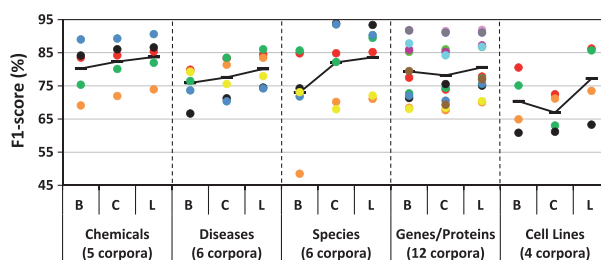 F1-score (%)
95
85
75
65
55
45
B C L B C L B C L B C L B C L
Chemicals Diseases Species Genes/Proteins Cell Lines
(5 corpora) (6 corpora) (6 corpora) (12 corpora) (4 corpora)